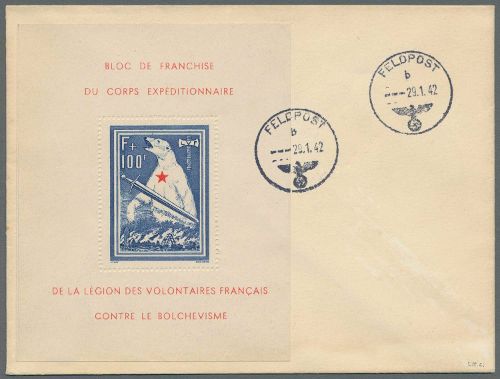 BLOC DE FRANCHISE
DU CORPS EXPÉDITIONNAIRE
F+
100F
DE LA LÉGION DES VOLONTAIRES FRANÇAIS
CONTRE LE BOLCHEVISME
FELDPOST
b
--- 29.1.42
FELDPOST
b
--- 29.1.42